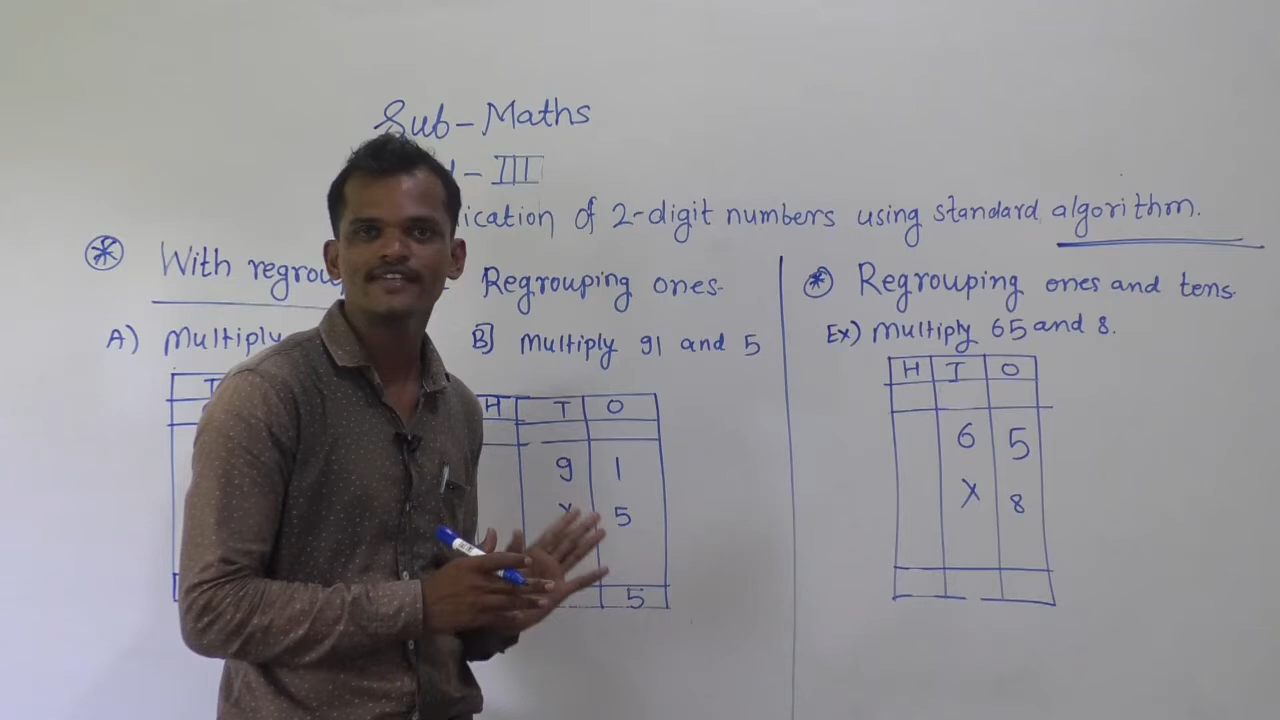 Sub - Maths
- III
ication of 2-digit numbers using standard algorithm.
With regrou
Regrouping ones.
A) Multiply
B) Multiply 91 and 5
T
H T O
9 1
X 5
5
Regrouping ones and tens.
Ex) Multiply 65 and 8.
H T O
6 5
X 8